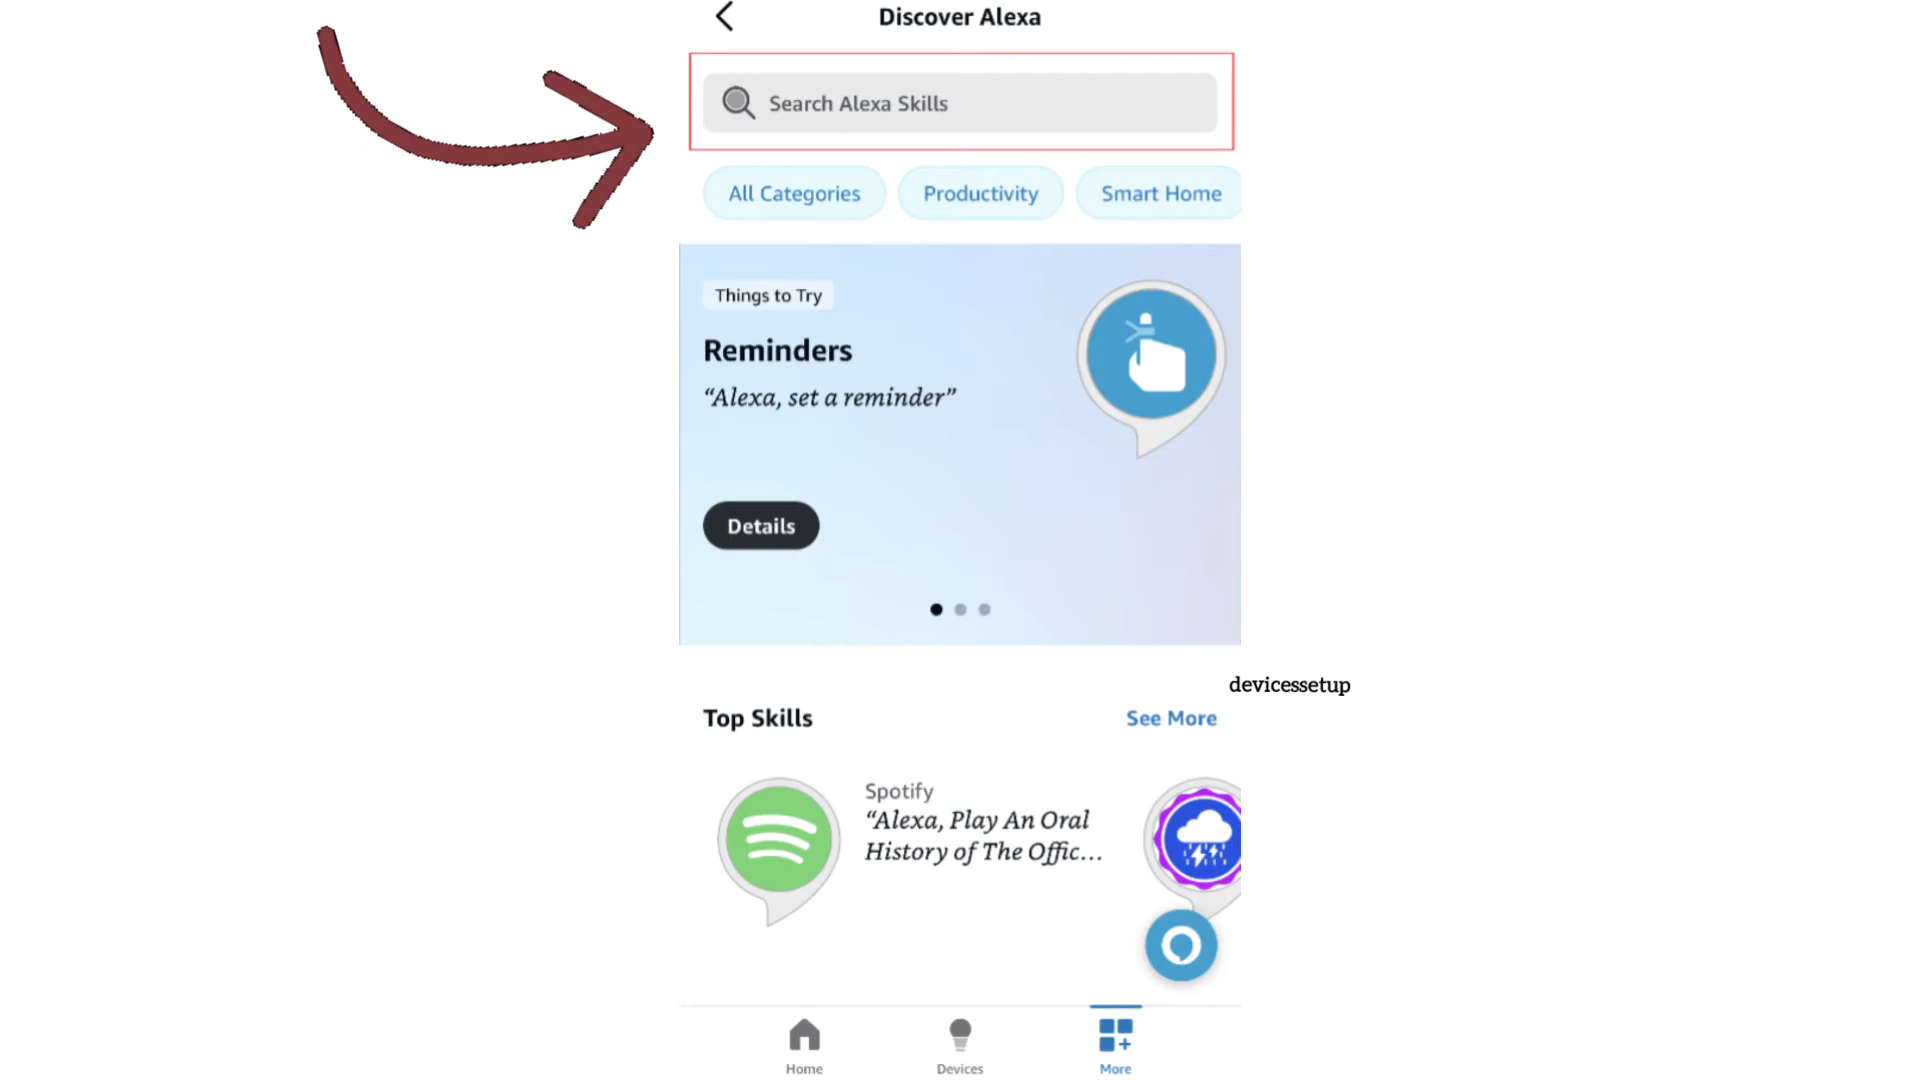 Discover Alexa
Search Alexa Skills
All Categories
Productivity
Smart Home
Things to Try
Reminders
“Alexa, set a reminder”
Details
devicessetup
Top Skills
See More
Spotify
“Alexa, Play An Oral
History of The Offic...
Home
Devices
More